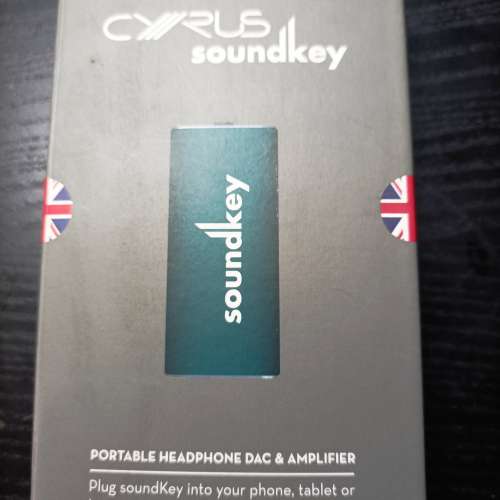 CYRUS
soundkey
soundkey
PORTABLE HEADPHONE DAC & AMPLIFIER
Plug soundKey into your phone, tablet or